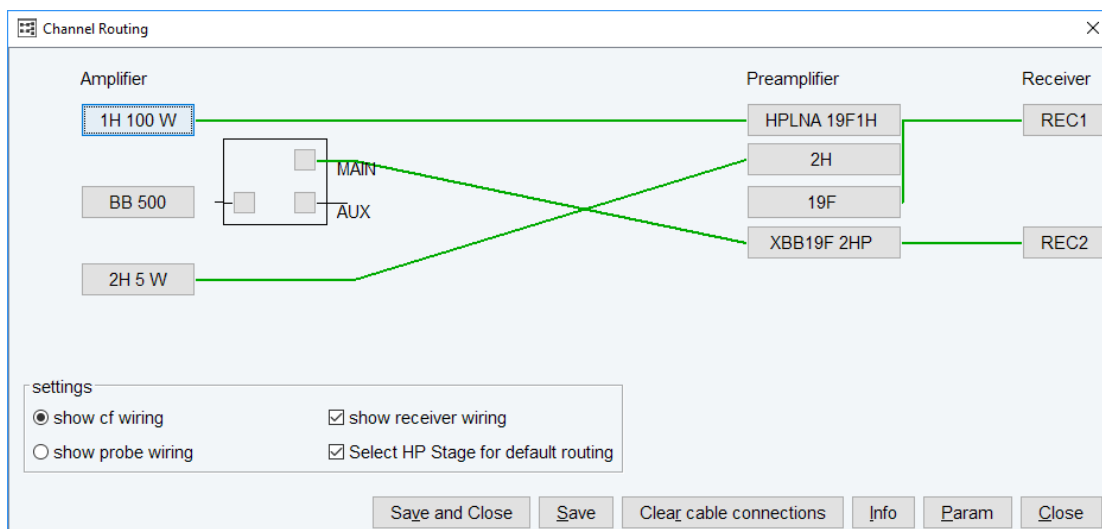 Channel Routing
Amplifier Preamplifier Receiver
1H 100 W HPLNA 19F1H REC1
MAIN 2H
BB 500 AUX 19F
XBB19F 2HP REC2
2H 5 W
settings
show cf wiring show receiver wiring
show probe wiring Select HP Stage for default routing
Save and Close Save Clear cable connections Info Param Close